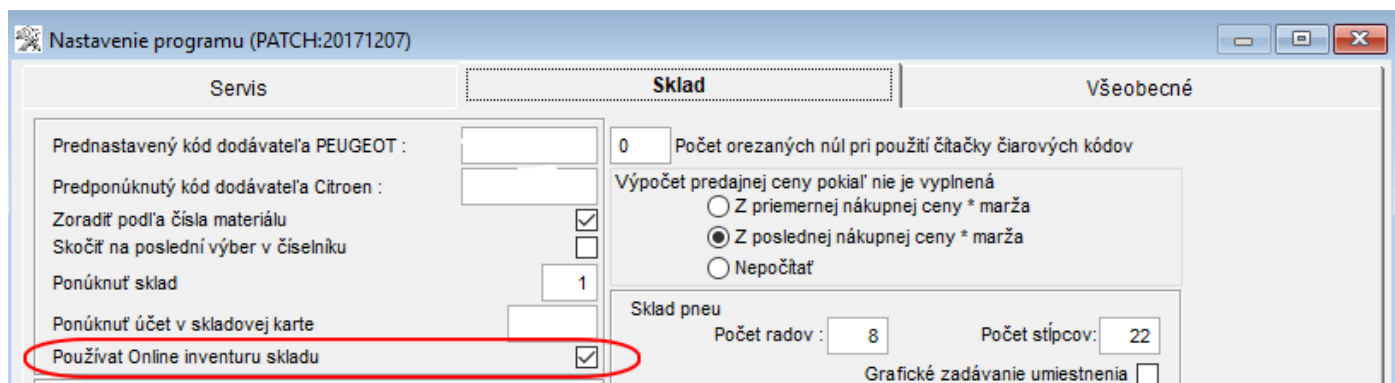 Nastavenie programu (PATCH:20171207)
Servis
Sklad
Všeobecné
Prednastavený kód dodávateľa PEUGEOT :
Predponúknutý kód dodávateľa Citroen :
Zoradiť podľa čísla materiálu
Skočiť na poslední výber v číselníku
Ponúknuť sklad 1
Ponúknuť účet v skladovej karte
Používat Online inventuru skladu
0 Počet orezaných núl pri použití čítačky čiarových kódov
Výpočet predajnej ceny pokiaľ nie je vyplnená
Z priemernej nákupnej ceny * marža
Z poslednej nákupnej ceny * marža
Nepočítať
Sklad pneu
Počet radov : 8 Počet stĺpcov: 22
Grafické zadávanie umiestnenia